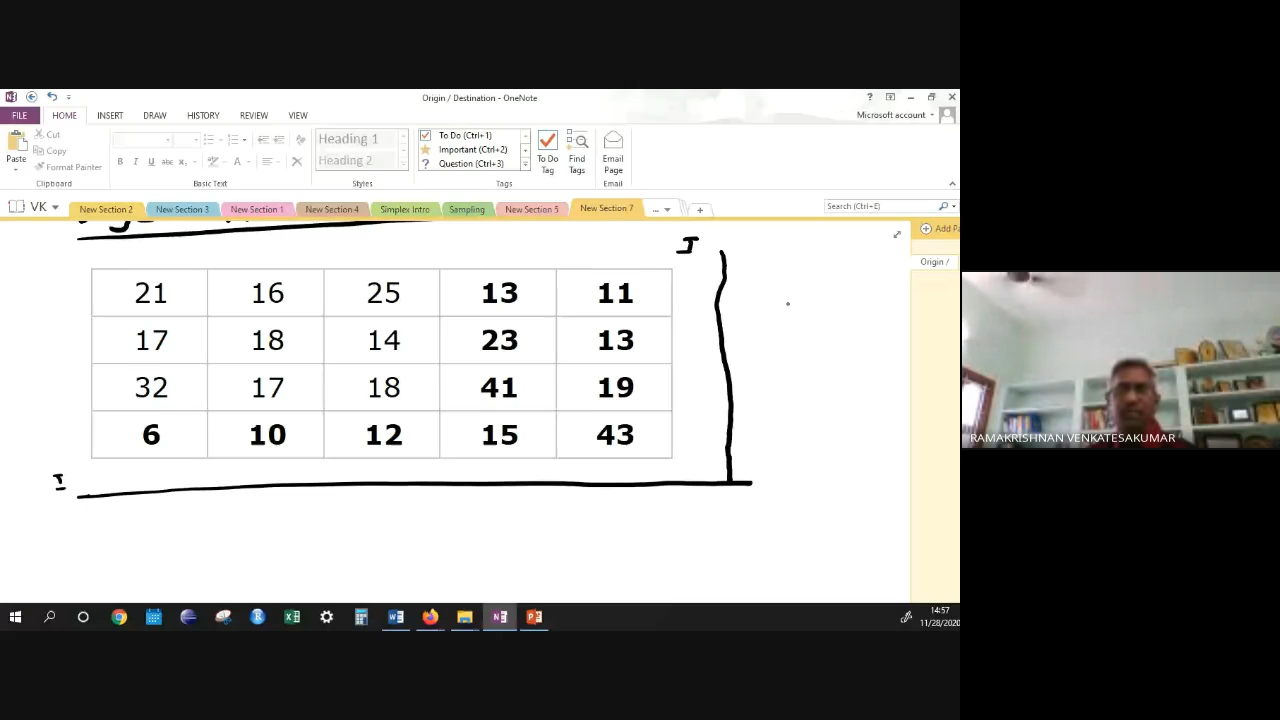 Origin / Destination - OneNote
FILE HOME INSERT DRAW HISTORY REVIEW VIEW
Microsoft account
Paste
Cut
Copy
Format Painter
Clipboard
Basic Text
Heading 1
Heading 2
Styles
To Do (Ctrl+1)
Important (Ctrl+2)
Question (Ctrl+3)
To Do Tag
Find Tags
Tags
Email Page
Email
VK New Section 2 New Section 3 New Section 1 New Section 4 Simplex Intro Sampling New Section 5 New Section 7 ...
Search (Ctrl+E)
Add Pa
Origin /
I
21 16 25 13 11
17 18 14 23 13
32 17 18 41 19
6 10 12 15 43
I
RAMAKRISHNAN VENKATESAKUMAR
14:57
11/28/2020